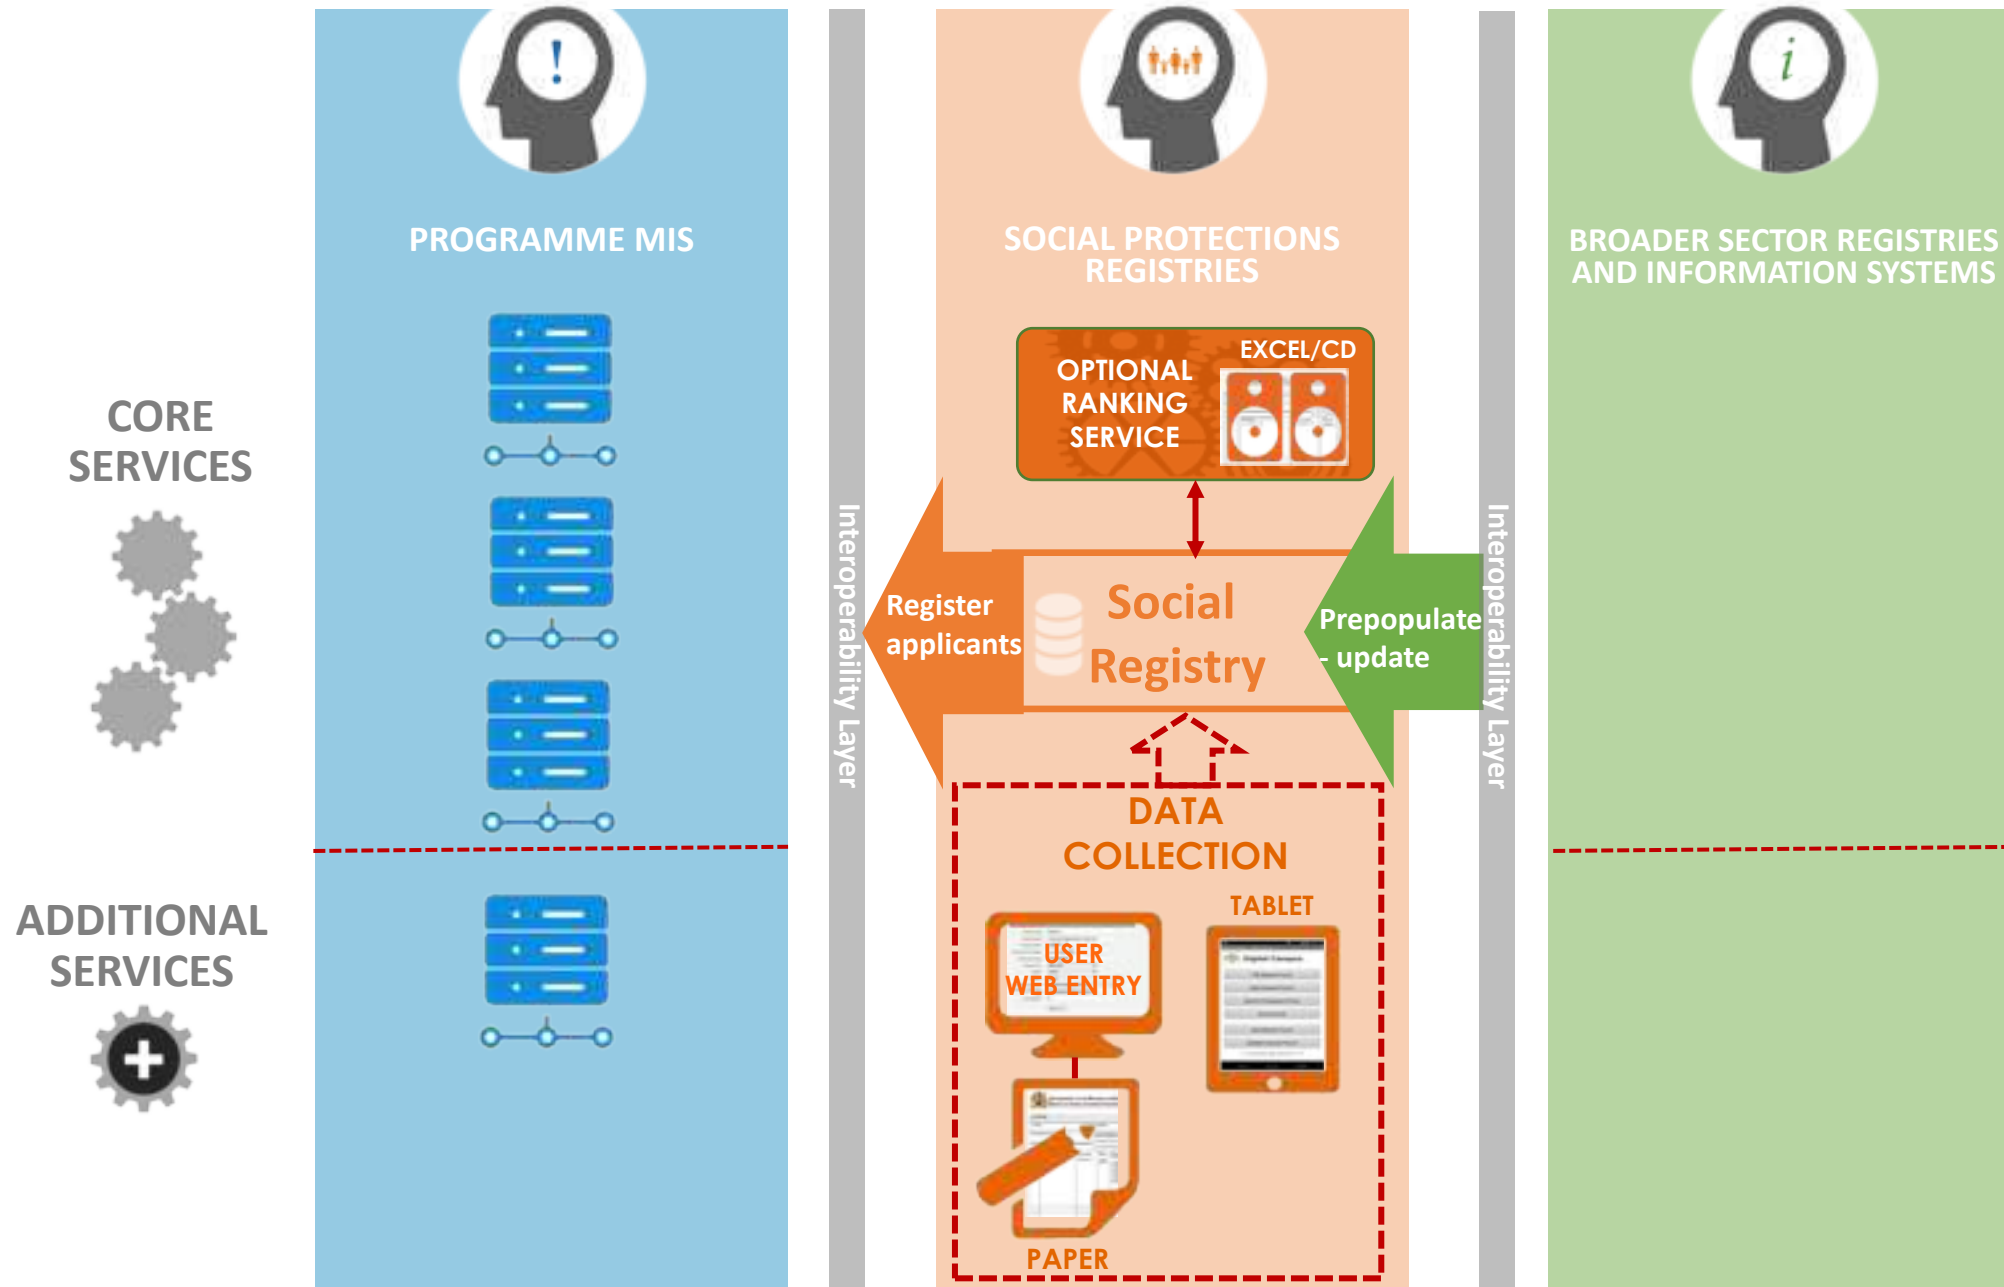 !
i
PROGRAMME MIS
SOCIAL PROTECTIONS
REGISTRIES
BROADER SECTOR REGISTRIES
AND INFORMATION SYSTEMS
CORE
SERVICES
OPTIONAL
RANKING
SERVICE
EXCEL/CD
Interoperability Layer
Register
applicants
Social
Registry
Prepopulate
- update
Interoperability Layer
DATA
COLLECTION
ADDITIONAL
SERVICES
USER
WEB ENTRY
TABLET
PAPER